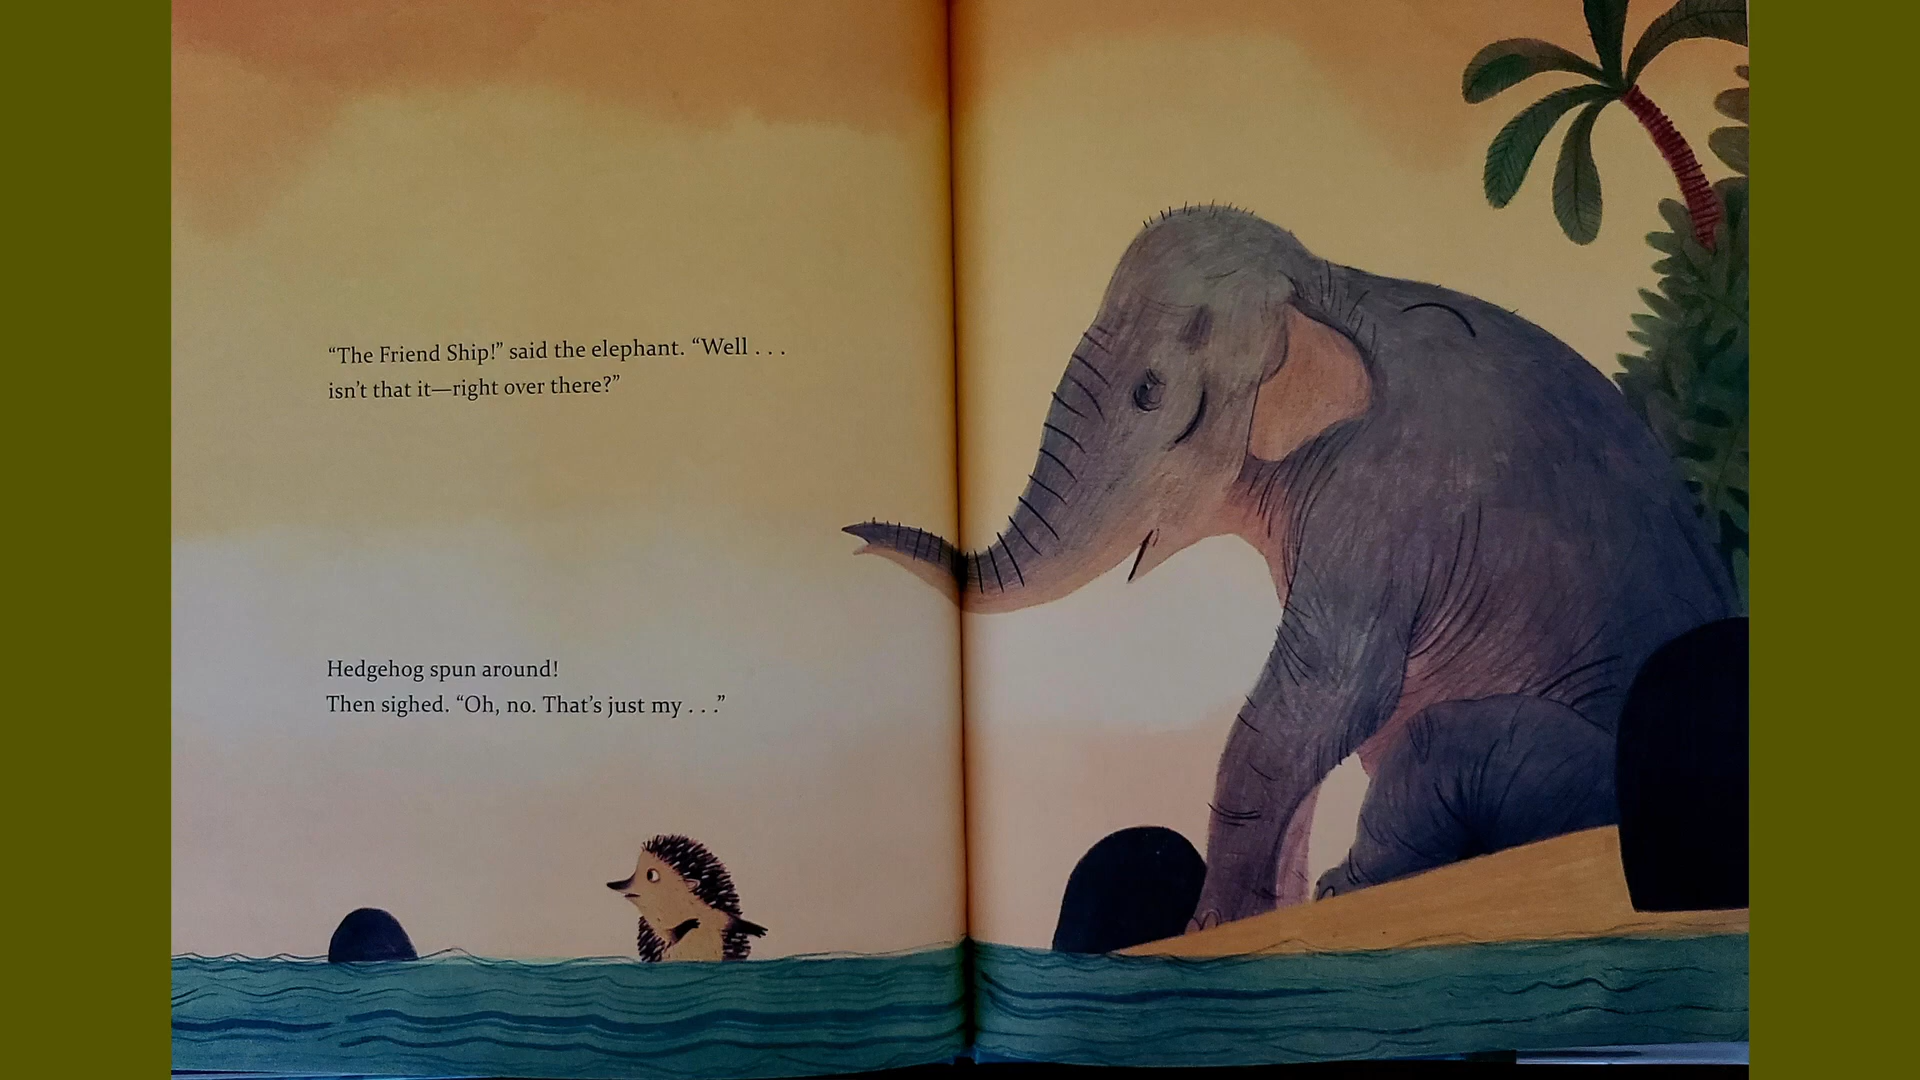 “The Friend Ship!” said the elephant. “Well . . .
isn’t that it—right over there?”
Hedgehog spun around!
Then sighed. “Oh, no. That’s just my . . .”